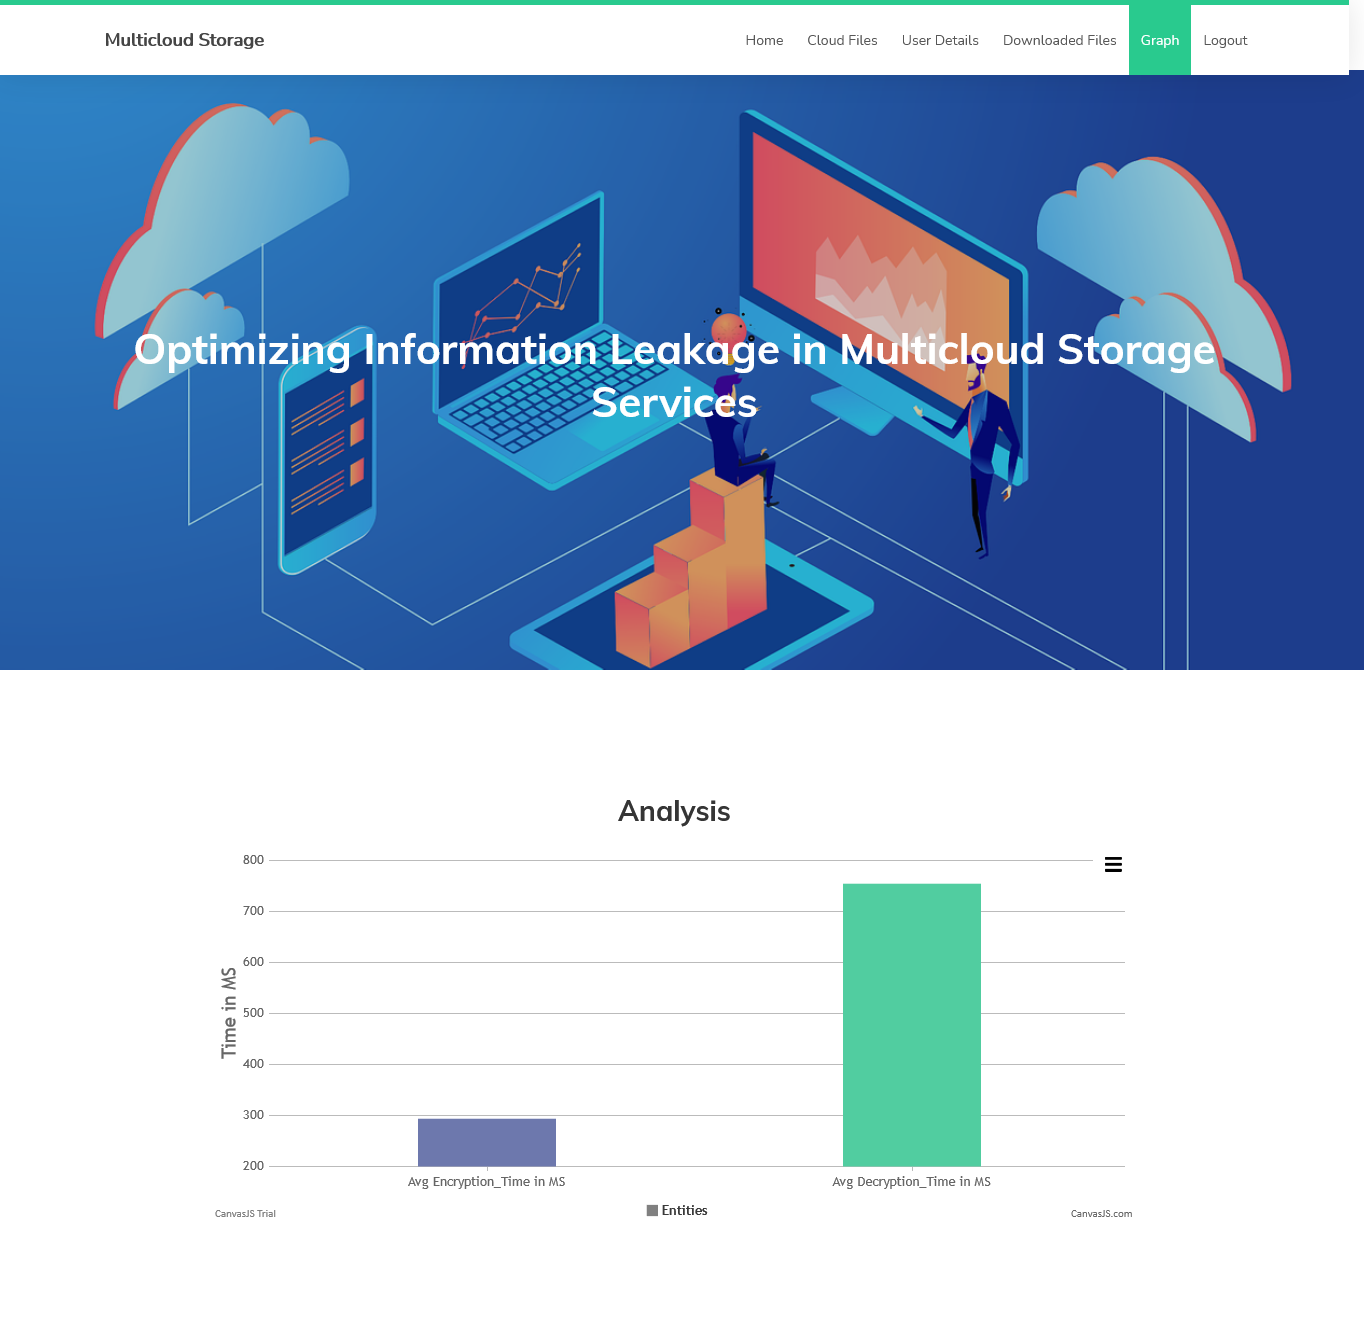 Multicloud Storage
Home Cloud Files User Details Downloaded Files Graph Logout
Optimizing Information Leakage in Multicloud Storage
Services
Analysis
Time in MS
800
700
600
500
400
300
200
Avg Encryption_Time in MS Avg Decryption_Time in MS
Entities
CanvasJS Trial CanvasJS.com